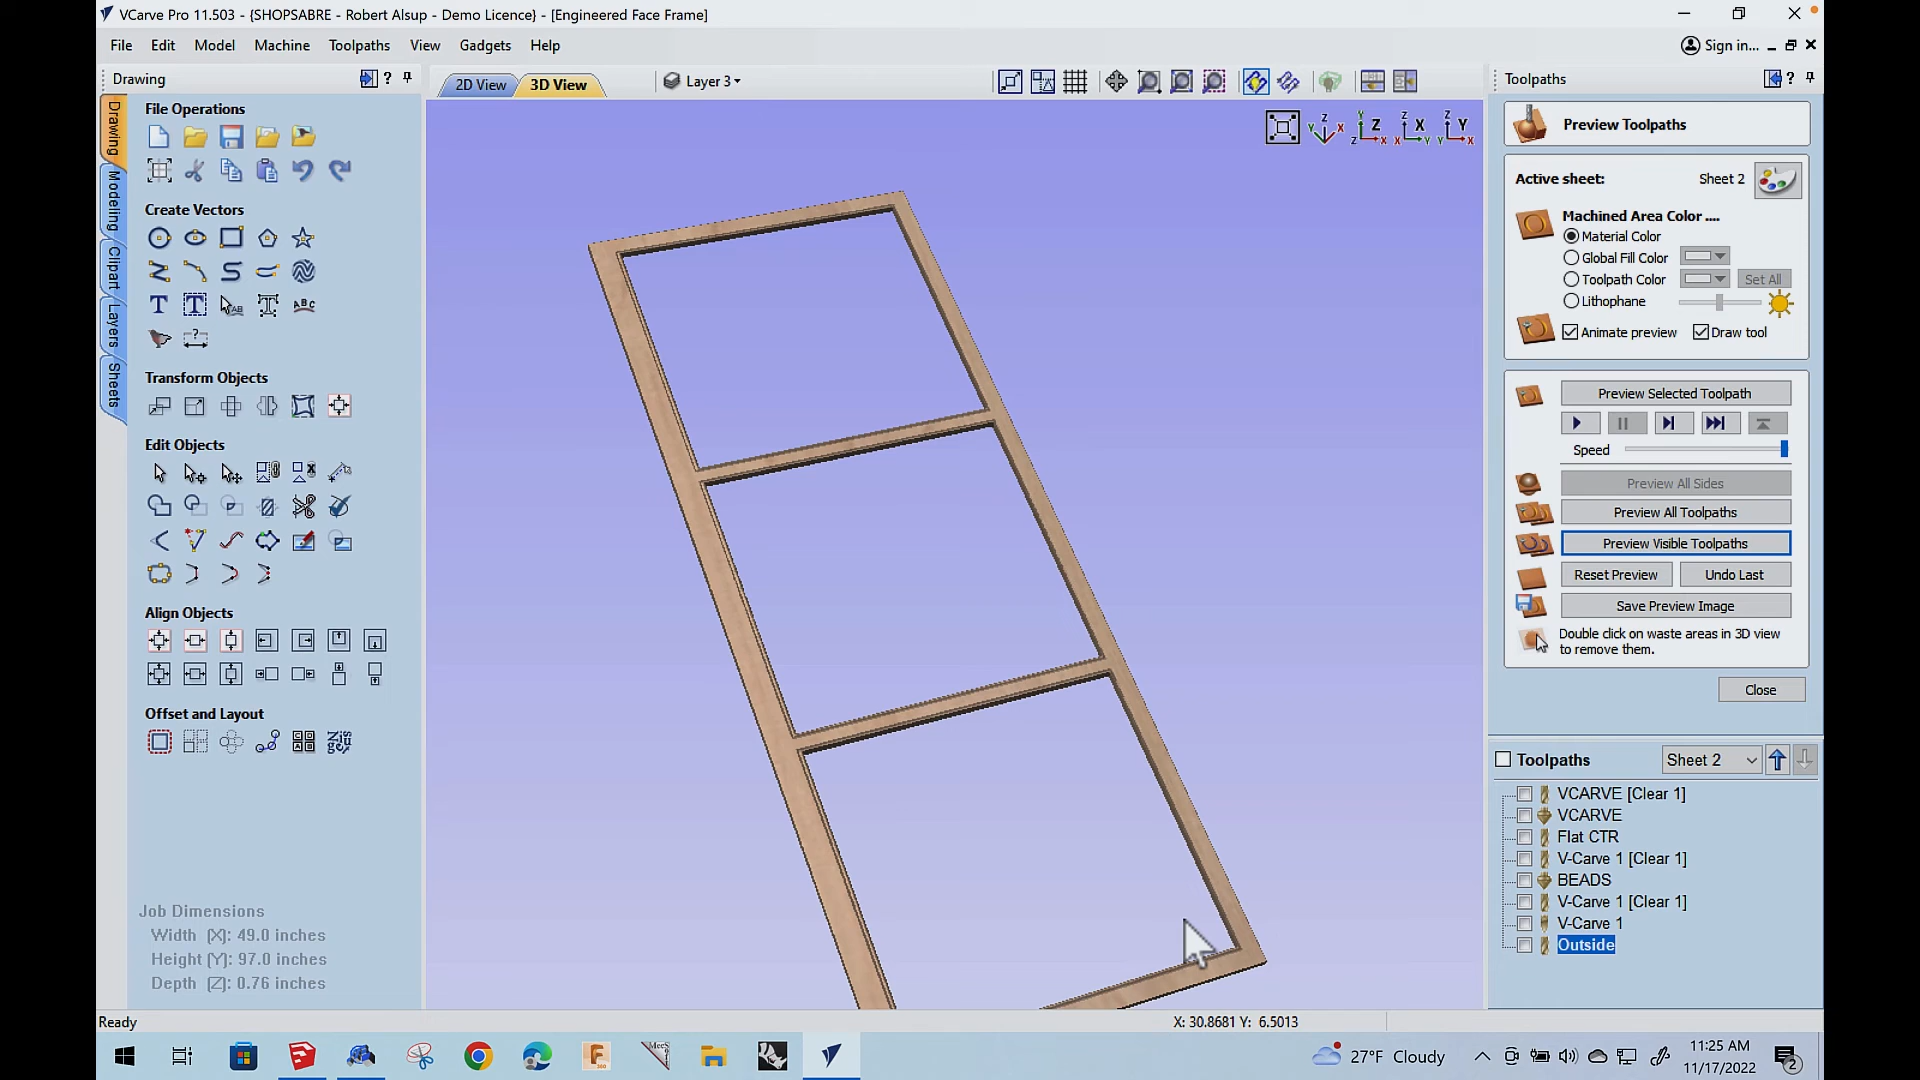 VCarve Pro 11.503 - {SHOPSABRE - Robert Alsup - Demo Licence} - [Engineered Face Frame]
File Edit Model Machine Toolpaths View Gadgets Help
Sign in...
Drawing
2D View
3D View
Layer 3
Toolpaths
Drawing
Modeling
Clipart
Layers
Sheets
File Operations
Create Vectors
Transform Objects
Edit Objects
Align Objects
Offset and Layout
Job Dimensions
Width (X): 49.0 inches
Height (Y): 97.0 inches
Depth (Z): 0.76 inches
Preview Toolpaths
Active sheet: Sheet 2
Machined Area Color ....
Material Color
Global Fill Color
Toolpath Color Set All
Lithophane
Animate preview Draw tool
Preview Selected Toolpath
Speed
Preview All Sides
Preview All Toolpaths
Preview Visible Toolpaths
Reset Preview Undo Last
Save Preview Image
Double click on waste areas in 3D view
to remove them.
Close
Toolpaths Sheet 2
VCARVE [Clear 1]
VCARVE
Flat CTR
V-Carve 1 [Clear 1]
BEADS
V-Carve 1 [Clear 1]
V-Carve 1
Outside
Ready
X: 30.8681 Y: 6.5013
27°F Cloudy
11:25 AM
11/17/2022
2